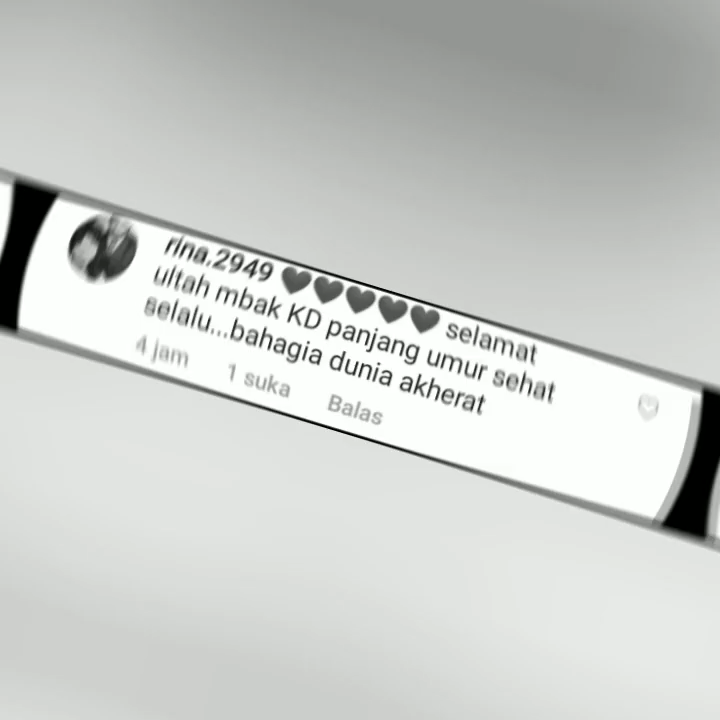 rina.2949 🖤🖤🖤🖤🖤 selamat
ultah mbak KD panjang umur sehat
selalu...bahagia dunia akherat
4 jam 1 suka Balas